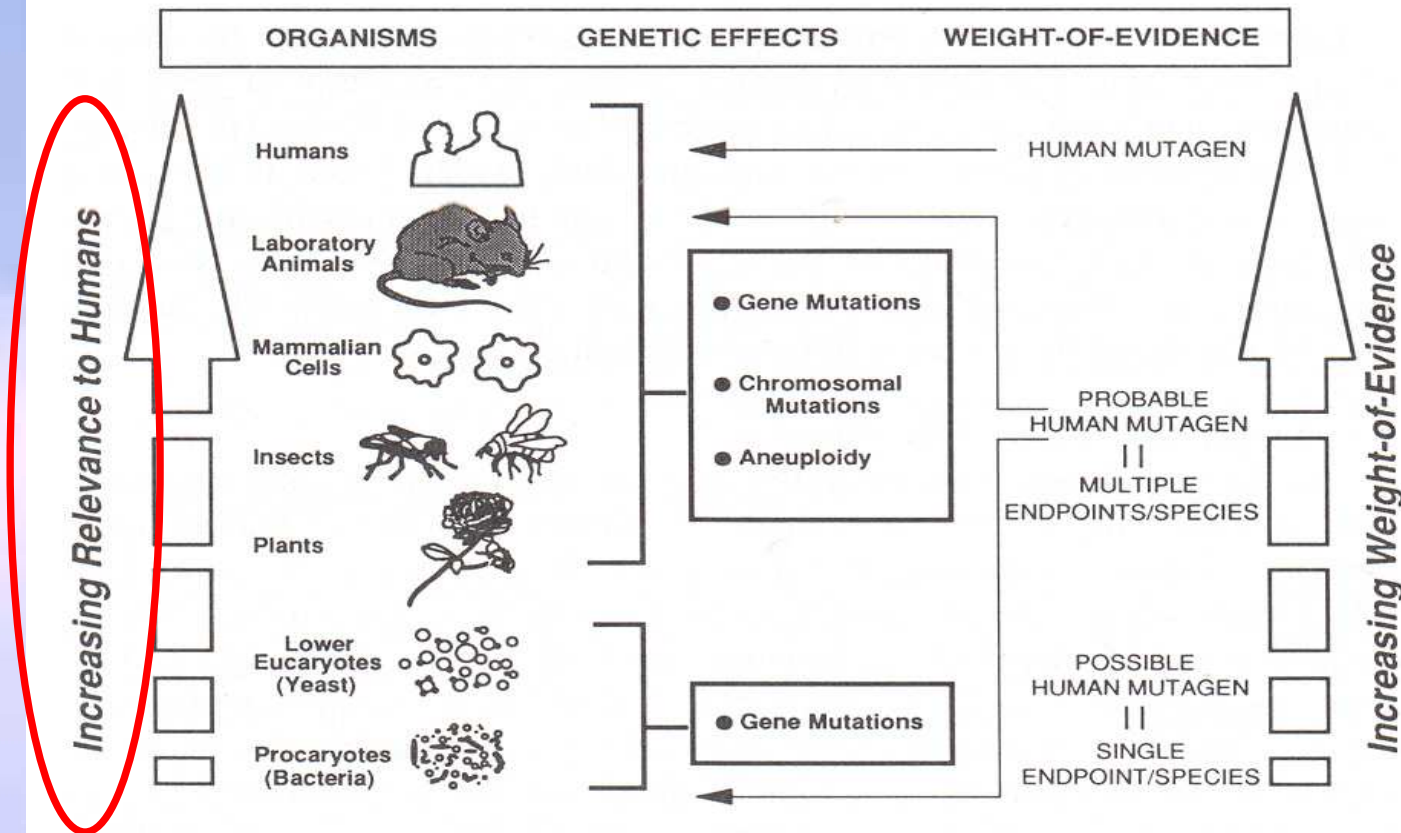 ORGANISMS GENETIC EFFECTS WEIGHT-OF-EVIDENCE
Increasing Relevance to Humans
Humans
Laboratory
Animals
Mammalian
Cells
Insects
Plants
Lower
Eucaryotes
(Yeast)
Procaryotes
(Bacteria)
● Gene Mutations
● Chromosomal
Mutations
● Aneuploidy
● Gene Mutations
HUMAN MUTAGEN
PROBABLE
HUMAN MUTAGEN
||
MULTIPLE
ENDPOINTS/SPECIES
POSSIBLE
HUMAN MUTAGEN
||
SINGLE
ENDPOINT/SPECIES
Increasing Weight-of-Evidence